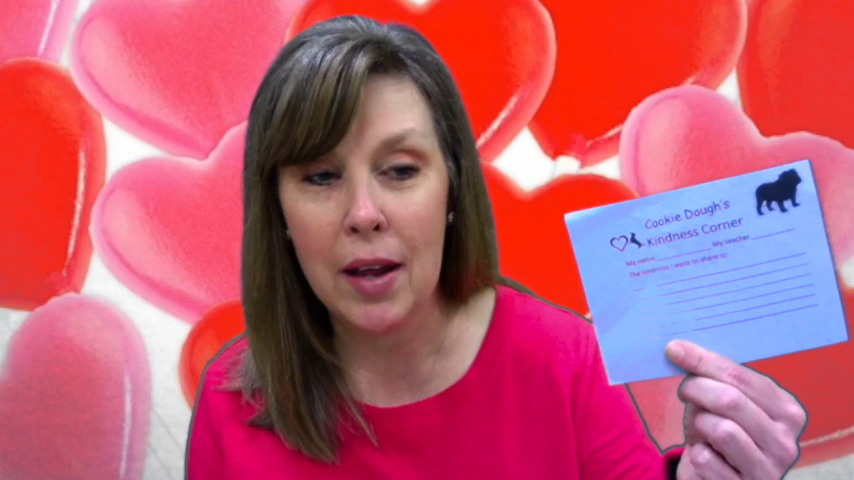 Cookie Dough's
Kindness Corner
My name My teacher
The kindness I want to share is: